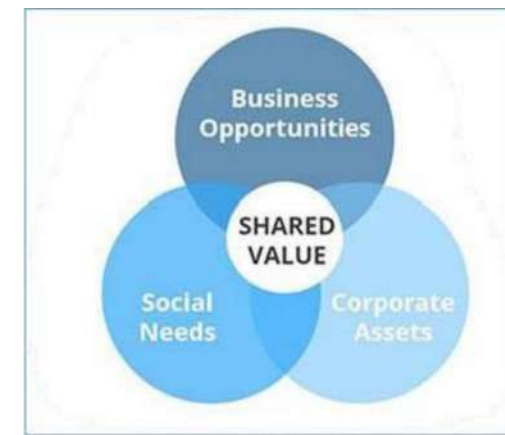 Business
Opportunities
SHARED
VALUE
Social
Needs
Corporate
Assets